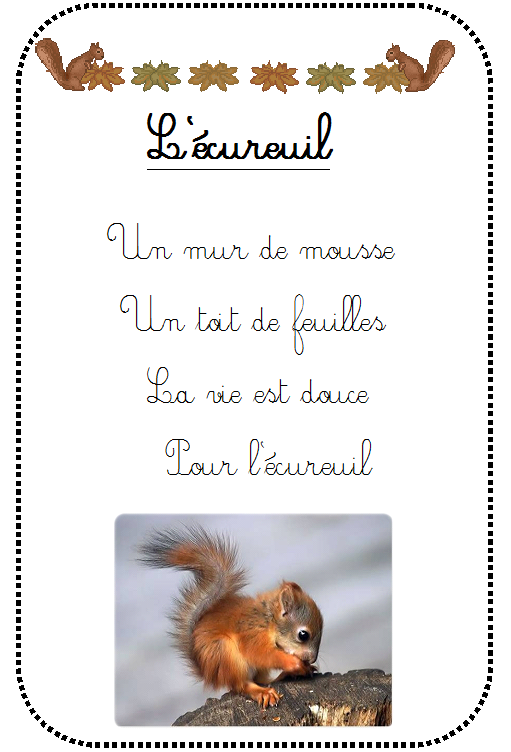 L'écureuil
Un mur de mousse
Un toit de feuilles
La vie est douce
Pour l'écureuil